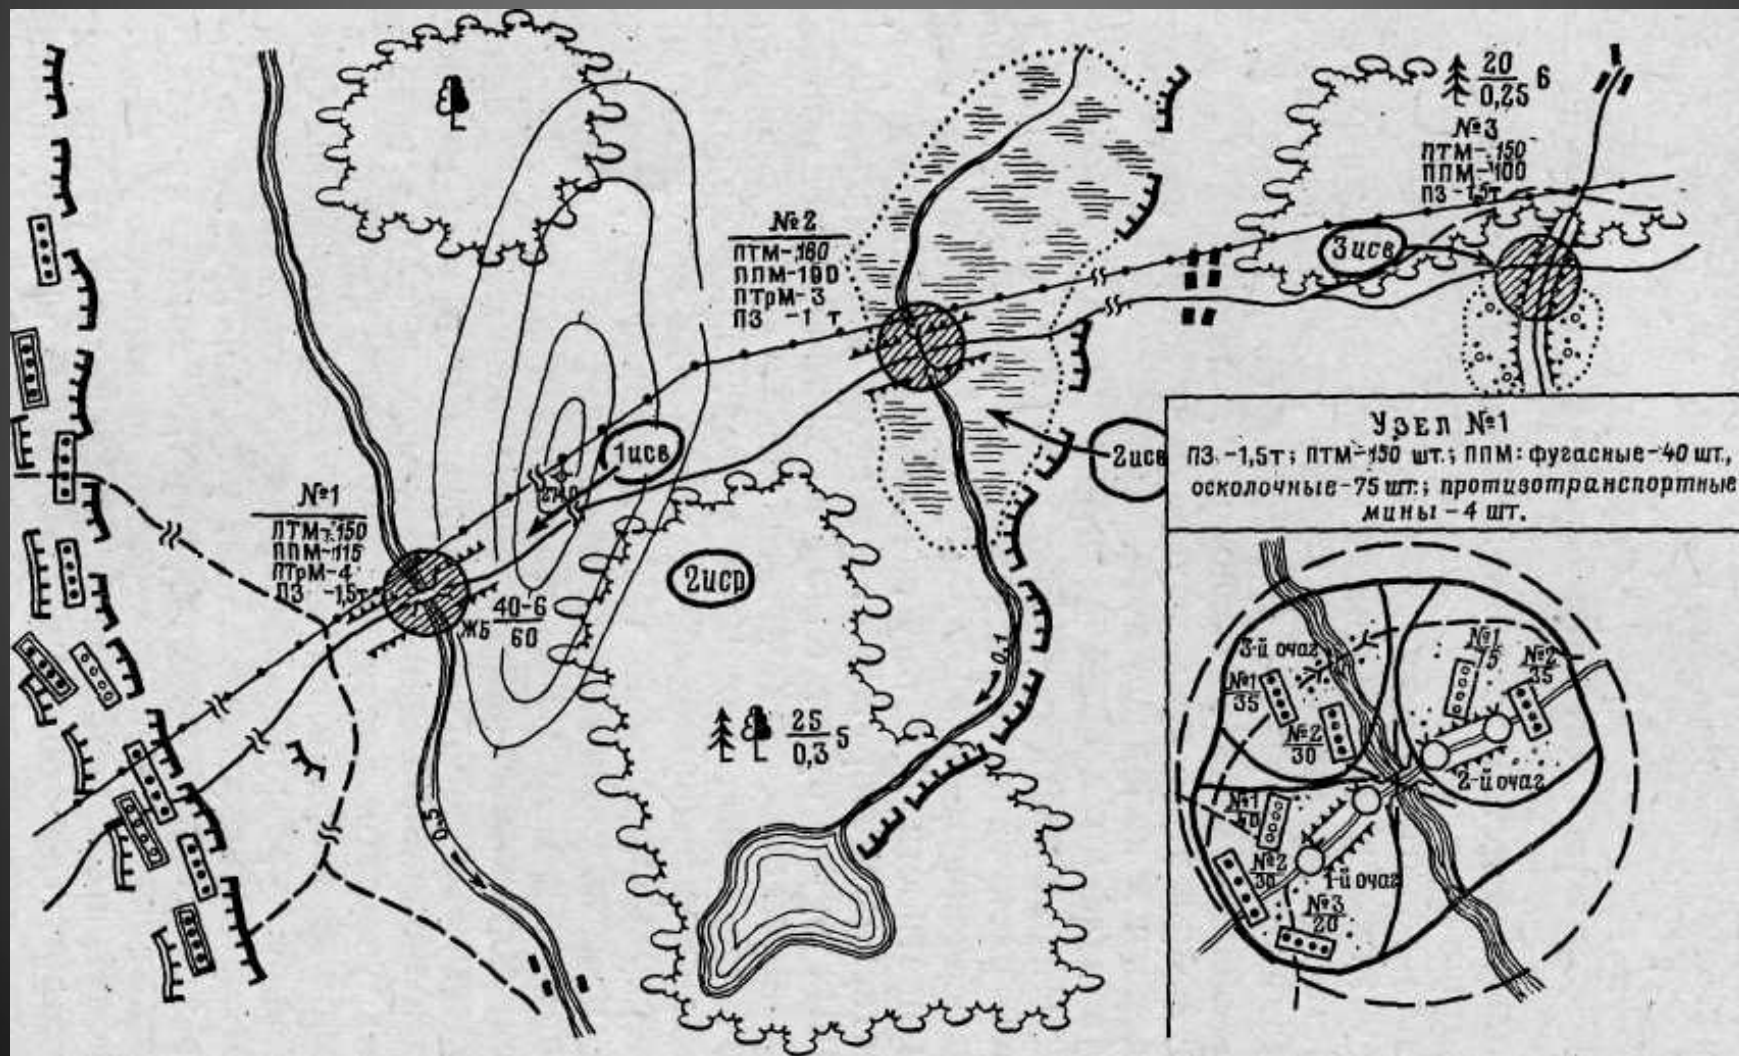 20
0,25
6
№3
ПТМ-150
ППМ-100
ПЗ-1,5т
№2
ПТМ-160
ППМ-100
ПТрМ-3
ПЗ-1 т
3исв
1исв
2исв
2иср
№1
ПТМ-150
ППМ-115
ПТрМ-4
ПЗ-1,5т
ЖБ
40-6
60
25
0,3
5
0,1
0,5
УЗЕЛ №1
ПЗ-1,5т; ПТМ-150 шт.; ППМ: фугасные-40 шт.,
осколочные-75 шт.; противотранспортные
мины-4 шт.
3-й очаг
№1
35
№2
30
№1
№2
35
2-й очаг
№1
№2
30
1-й очаг
№3
20